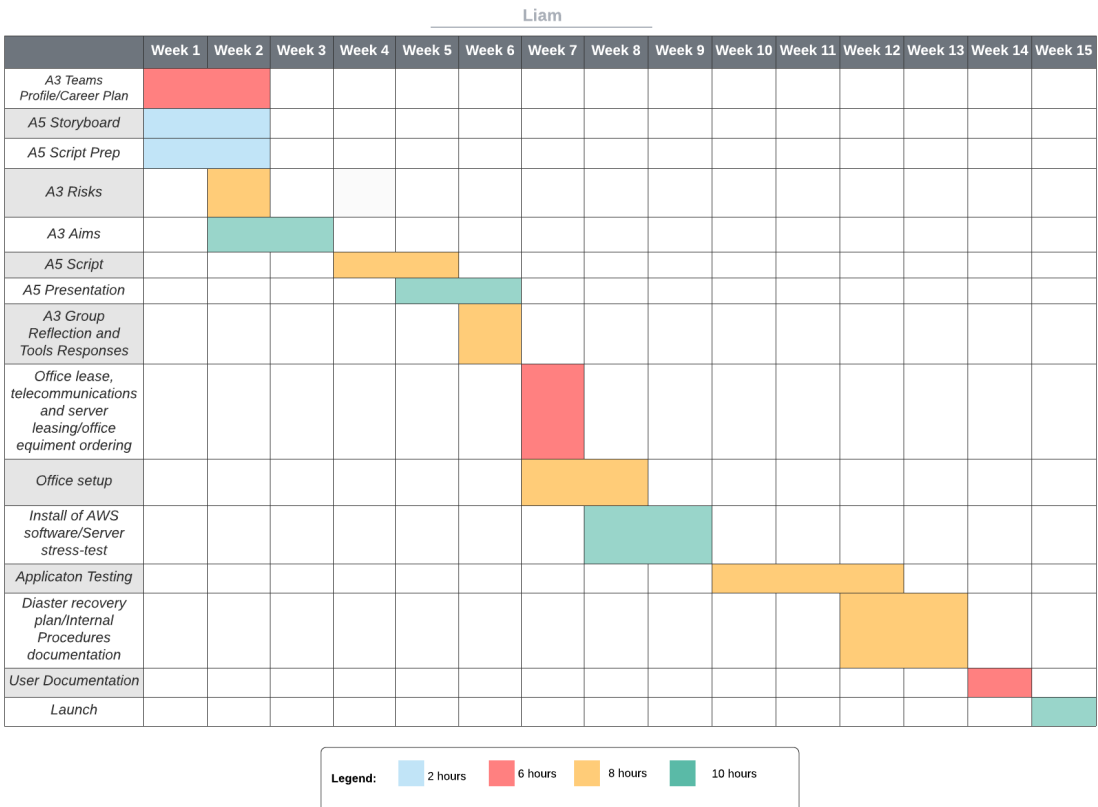 Liam
Week 1 Week 2 Week 3 Week 4 Week 5 Week 6 Week 7 Week 8 Week 9 Week 10 Week 11 Week 12 Week 13 Week 14 Week 15
A3 Teams
Profile/Career Plan
A5 Storyboard
A5 Script Prep
A3 Risks
A3 Aims
A5 Script
A5 Presentation
A3 Group
Reflection and
Tools Responses
Office lease,
telecommunications
and server
leasing/office
equiment ordering
Office setup
Install of AWS
software/Server
stress-test
Applicaton Testing
Diaster recovery
plan/Internal
Procedures
documentation
User Documentation
Launch
Legend: 2 hours 6 hours 8 hours 10 hours